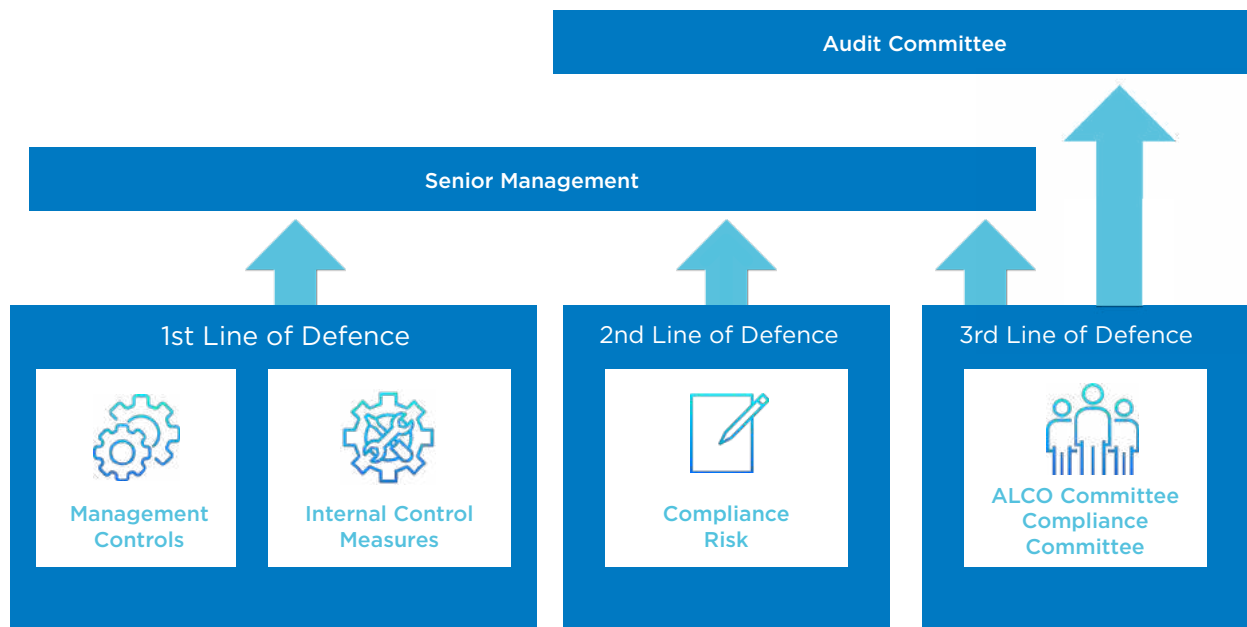 Audit Committee
Senior Management
1st Line of Defence
Management
Controls
Internal Control
Measures
2nd Line of Defence
Compliance
Risk
3rd Line of Defence
ALCO Committee
Compliance
Committee